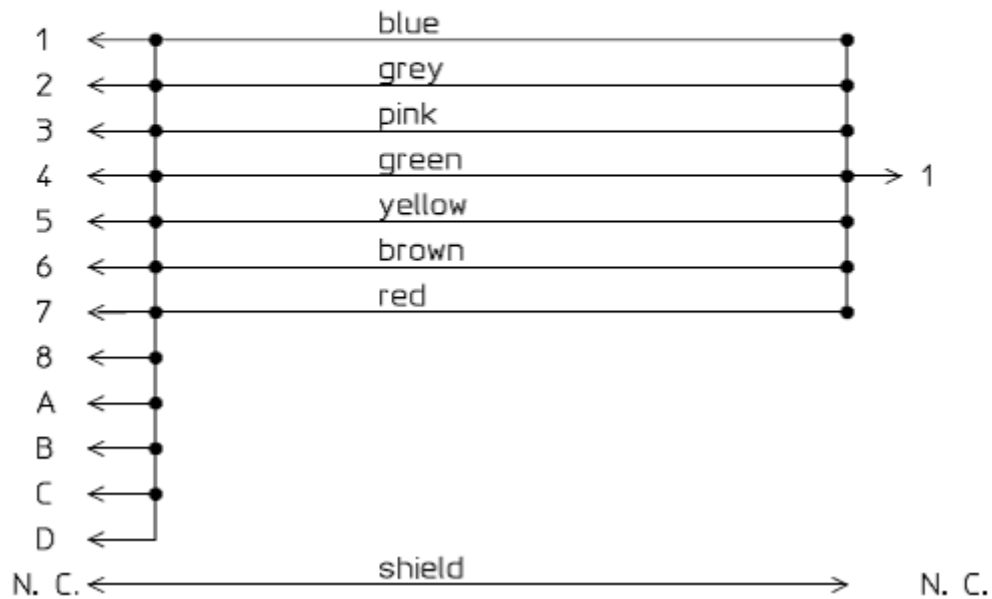 blue
1
grey
2
pink
3
green
4 1
yellow
5
brown
6
red
7
8
A
B
C
D
shield
N. C. N. C.